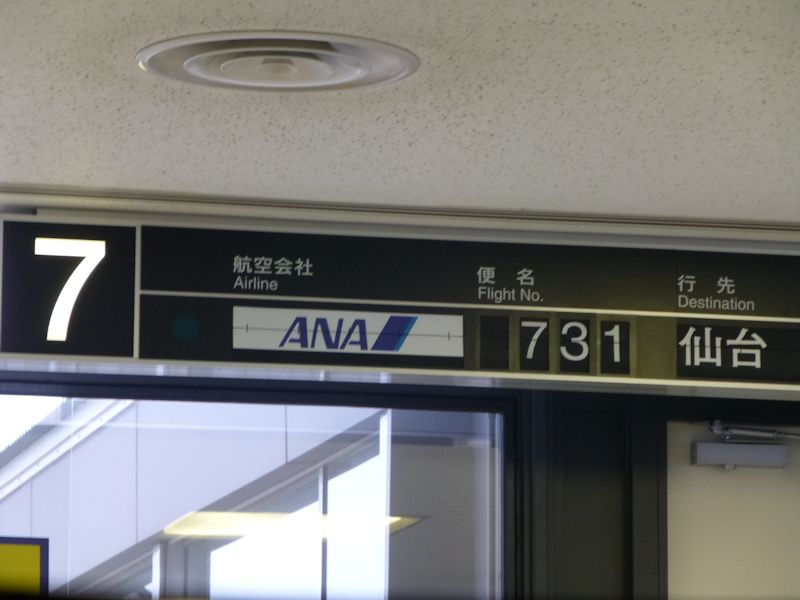 7
航空会社
Airline
便名
Flight No.
行先
Destination
ANA
731
仙台